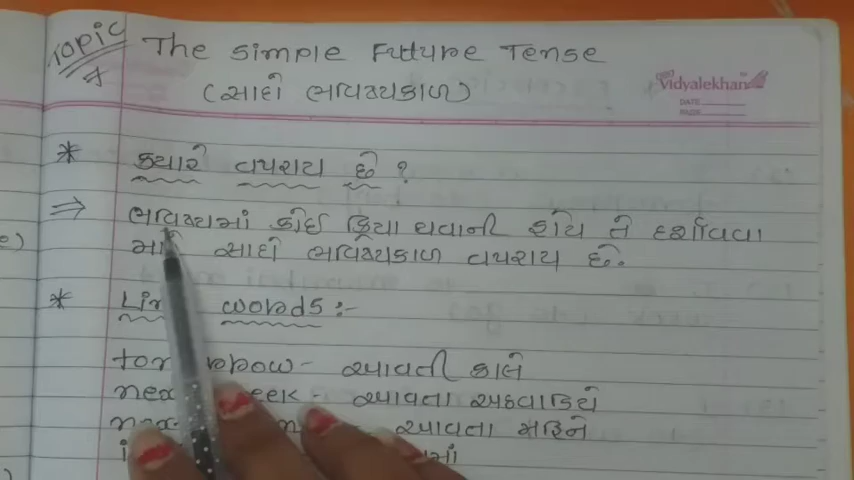 Topic
The Simple Future Tense
(સાદો ભવિષ્યકાળ)
Vidyalekhan
DATE
* ક્યારે વપરાય છે ?
⇒ ભવિષ્યમાં કોઈ ક્રિયા થવાની હોય તે દર્શાવવા
સાદો ભવિષ્યકાળ વપરાય છે.
e)
* words :-
- આવતી કાલે
- આવતા અઠવાડિયે
આવતા મહિને